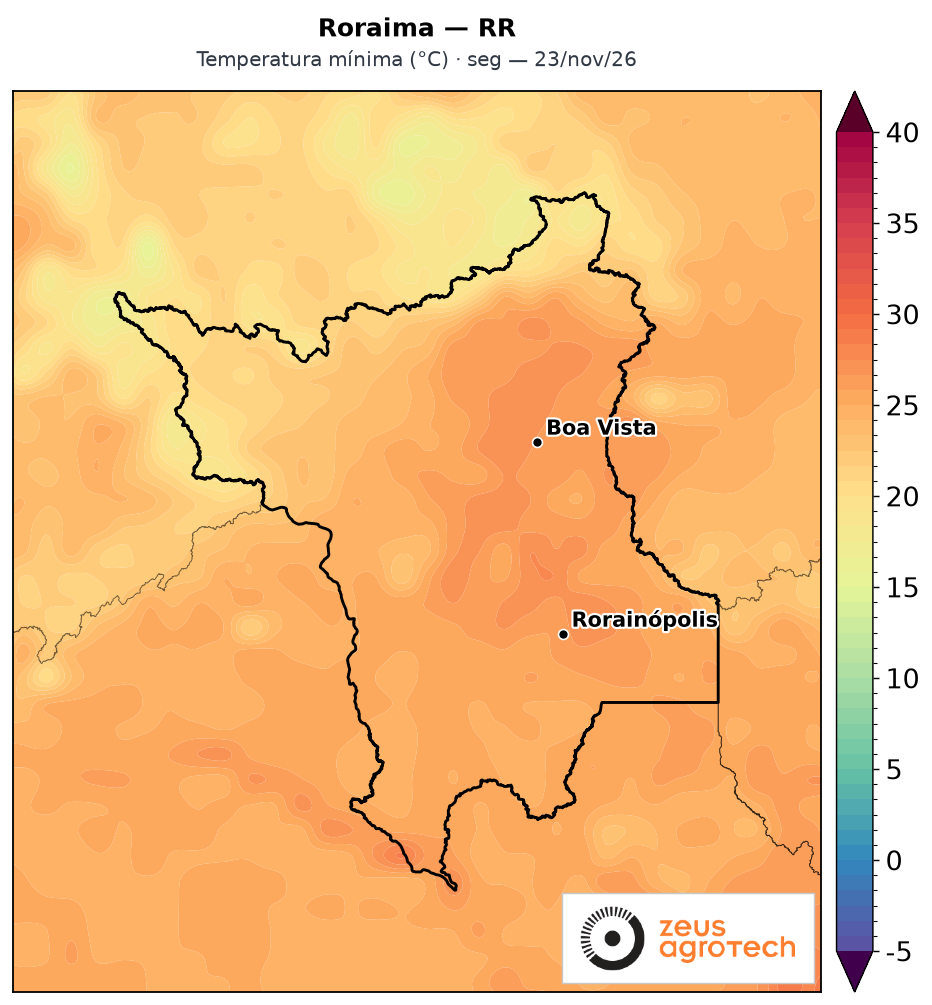 Roraima — RR
Temperatura mínima (°C) · seg — 23/nov/26
40
35
30
25
20
15
10
5
0
-5
Boa Vista
Rorainópolis
zeus
agrotech